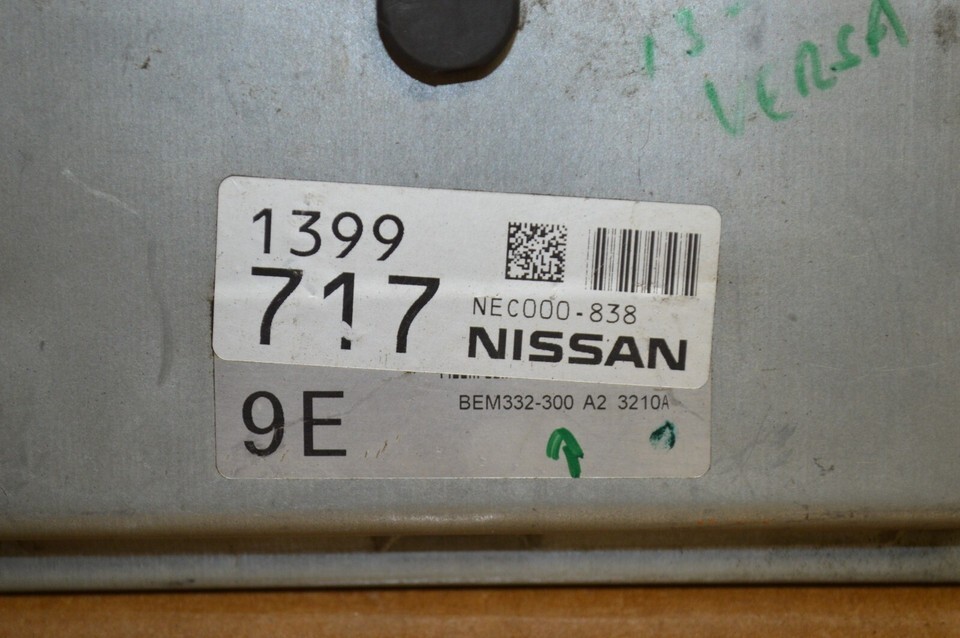 13-
VERSA
1399
717
NEC000-838
NISSAN
9E
BEM332-300 A2 3210A